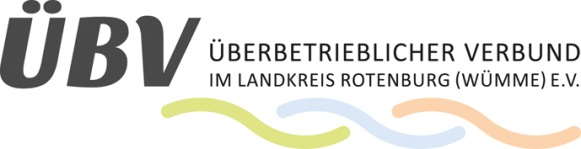 ÜBV
ÜBERBETRIEBLICHER VERBUND
IM LANDKREIS ROTENBURG (WÜMME) E.V.